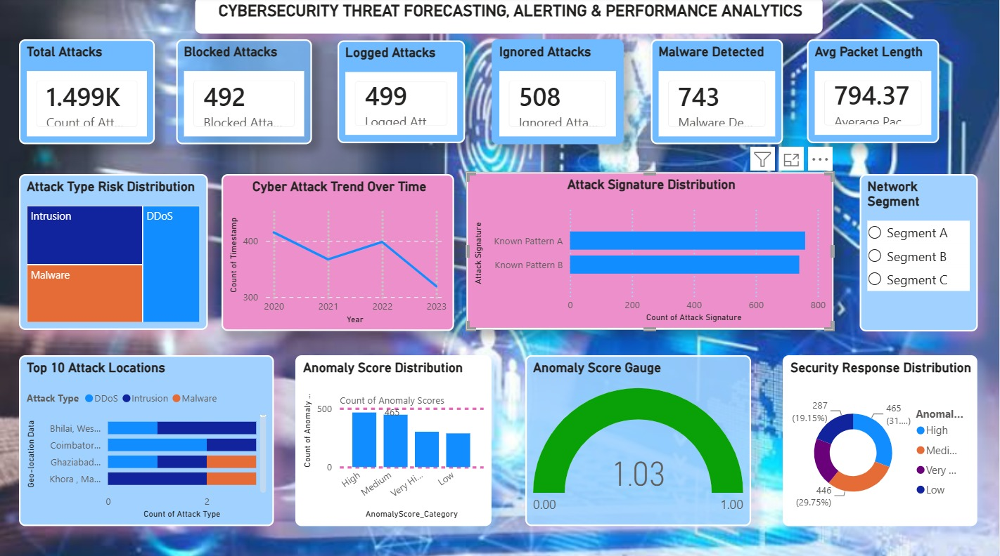 CYBERSECURITY THREAT FORECASTING, ALERTING & PERFORMANCE ANALYTICS
Total Attacks
1.499K
Count of Att...
Blocked Attacks
492
Blocked Atta...
Logged Attacks
499
Logged Att
Ignored Attacks
508
Ignored Atta...
Malware Detected
743
Malware De...
Avg Packet Length
794.37
Average Pac
Attack Type Risk Distribution
Intrusion
DDoS
Malware
Cyber Attack Trend Over Time
Count of Timestamp
400
300
2020
2021
2022
2023
Year
Attack Signature Distribution
Attack Signature
Known Pattern A
Known Pattern B
0
200
400
600
800
Count of Attack Signature
Network
Segment
Segment A
Segment B
Segment C
Top 10 Attack Locations
Attack Type
DDoS
Intrusion
Malware
Geo-location Data
Bhilai, Wes...
Coimbator...
Ghaziabad...
Khora , Ma...
0
2
Count of Attack Type
Anomaly Score Distribution
Count of Anomaly Scores
Count of Anomaly ...
500
465
0
High
Medium
Very Hi...
Low
AnomalyScore_Category
Anomaly Score Gauge
1.03
0.00
1.00
Security Response Distribution
287
(19.15%)
465
(31....)
446
(29.75%)
Anomal...
High
Medi...
Very ...
Low